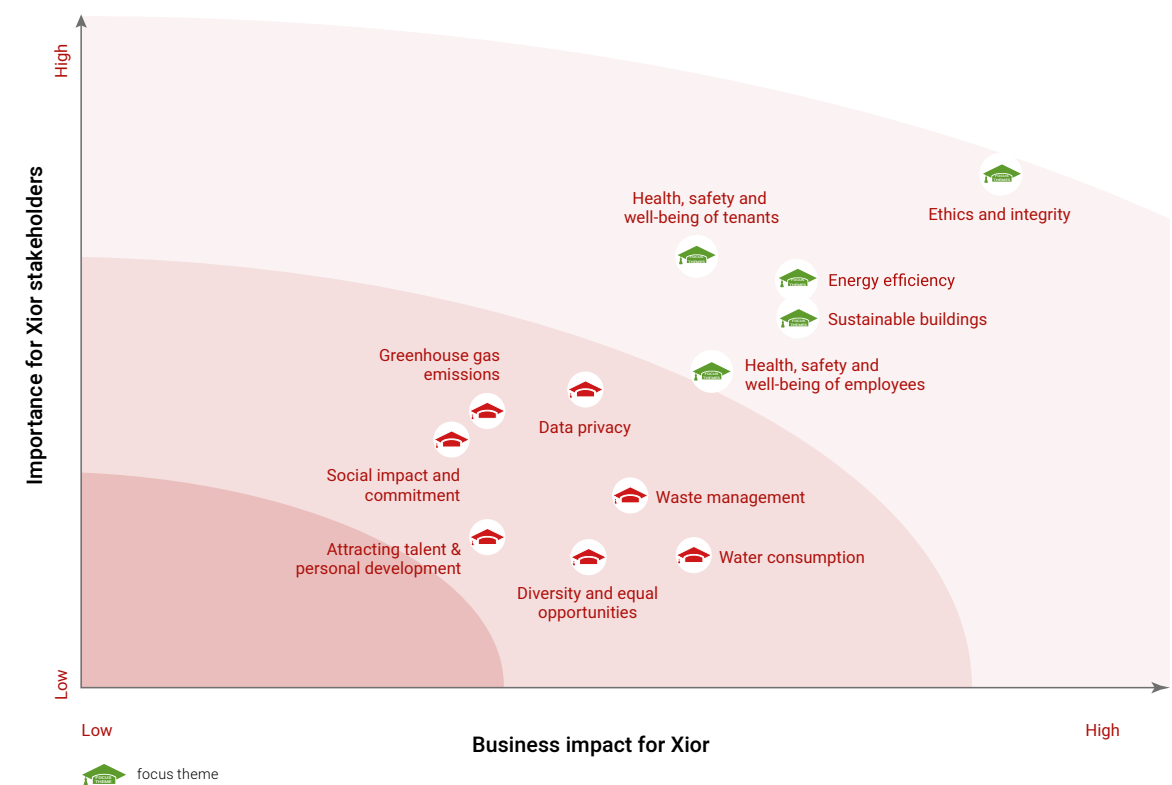 High
Importance for Xior stakeholders
Low
Health, safety and
well-being of tenants
Ethics and integrity
Energy efficiency
Sustainable buildings
Health, safety and
well-being of employees
Greenhouse gas
emissions
Data privacy
Social impact and
commitment
Waste management
Attracting talent &
personal development
Water consumption
Diversity and equal
opportunities
Low
Business impact for Xior
High
FOCUS
THEME
focus theme